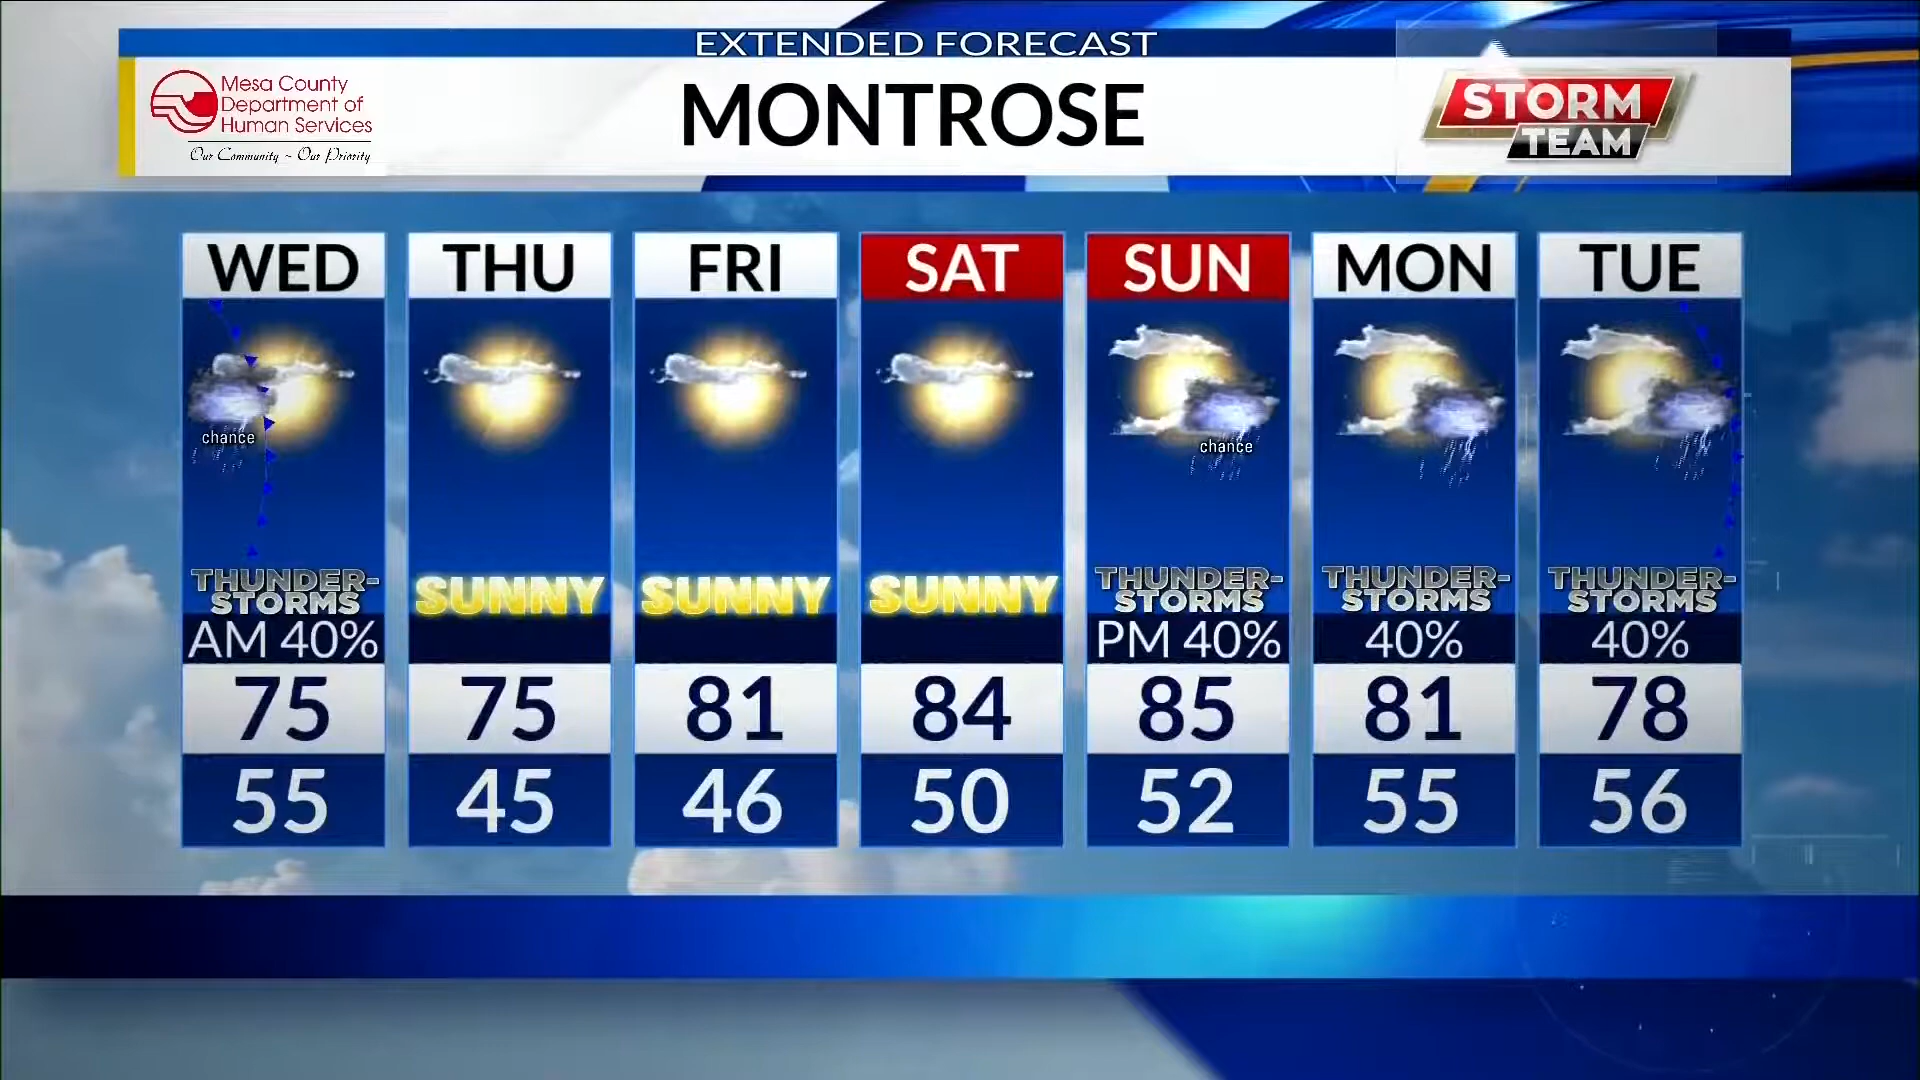 EXTENDED FORECAST
Mesa County
Department of
Human Services
Our Community ~ Our Priority
MONTROSE
STORM
TEAM
WED THU FRI SAT SUN MON TUE
chance
chance
THUNDER-
STORMS
SUNNY
SUNNY
SUNNY
THUNDER-
STORMS
THUNDER-
STORMS
THUNDER-
STORMS
AM 40% PM 40% 40% 40%
75 75 81 84 85 81 78
55 45 46 50 52 55 56